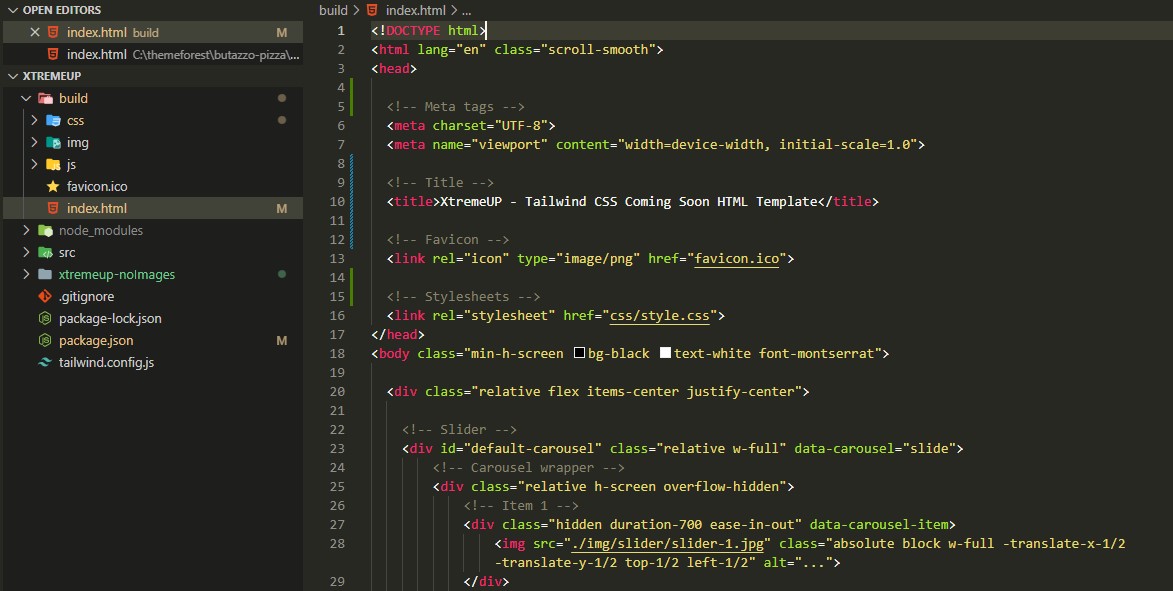 OPEN EDITORS
index.html build M
index.html C:\themeforest\butazzo-pizza\...
XTREMEUP
build
css
img
js
favicon.ico
index.html M
node_modules
src
xtremeup-noImages
.gitignore
package-lock.json
package.json M
tailwind.config.js
build > index.html > ...
1 <!DOCTYPE html>
2 <html lang="en" class="scroll-smooth">
3 <head>
4
5 <!-- Meta tags -->
6 <meta charset="UTF-8">
7 <meta name="viewport" content="width=device-width, initial-scale=1.0">
8
9 <!-- Title -->
10 <title>XtremeUP - Tailwind CSS Coming Soon HTML Template</title>
11
12 <!-- Favicon -->
13 <link rel="icon" type="image/png" href="favicon.ico">
14
15 <!-- Stylesheets -->
16 <link rel="stylesheet" href="css/style.css">
17 </head>
18 <body class="min-h-screen bg-black text-white font-montserrat">
19
20 <div class="relative flex items-center justify-center">
21
22 <!-- Slider -->
23 <div id="default-carousel" class="relative w-full" data-carousel="slide">
24 <!-- Carousel wrapper -->
25 <div class="relative h-screen overflow-hidden">
26 <!-- Item 1 -->
27 <div class="hidden duration-700 ease-in-out" data-carousel-item>
28 <img src="./img/slider/slider-1.jpg" class="absolute block w-full -translate-x-1/2
-translate-y-1/2 top-1/2 left-1/2" alt="...">
29 </div>